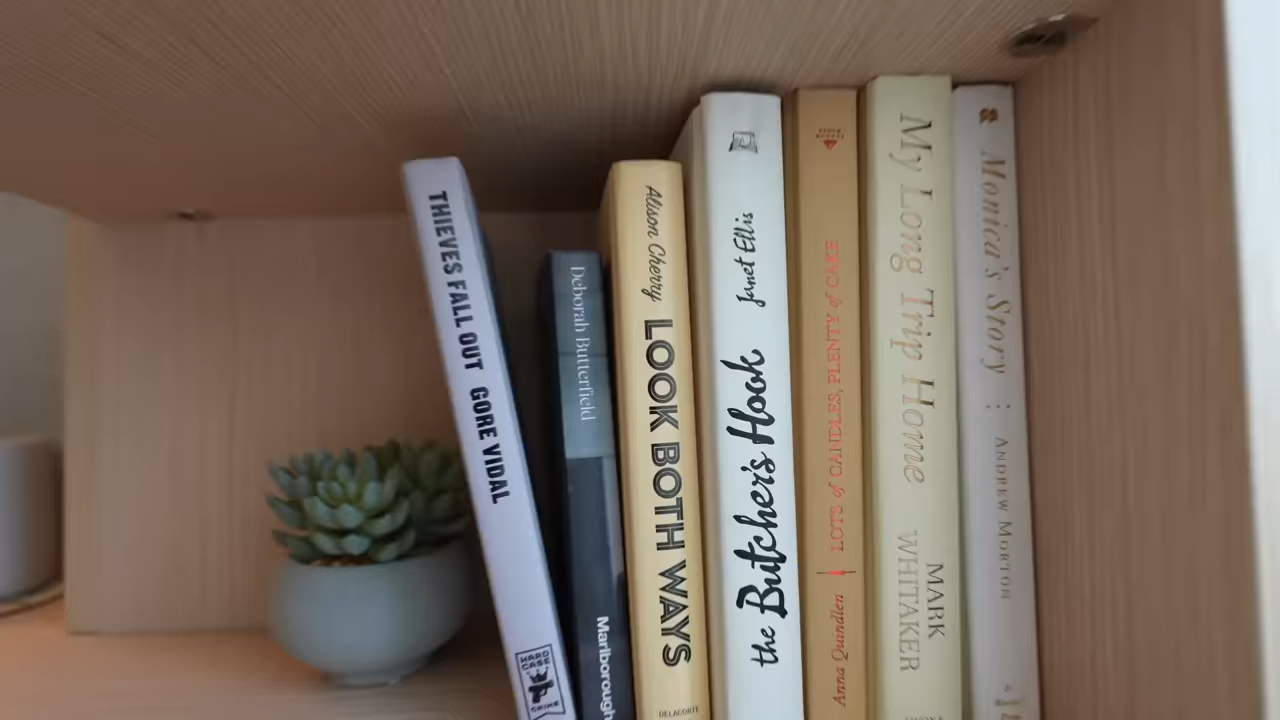 THIEVES FALL OUT GORE VIDAL
HARD CASE CRIME
Deborah Butterfield
Marlborough
Alison Cherry LOOK BOTH WAYS
DELACORTE
the Butcher's Hook Janet Ellis
Anna Quindlen LOTS of CANDLES, PLENTY of CAKE
My Long Trip Home MARK WHITAKER
Monica's Story : ANDREW MORTON